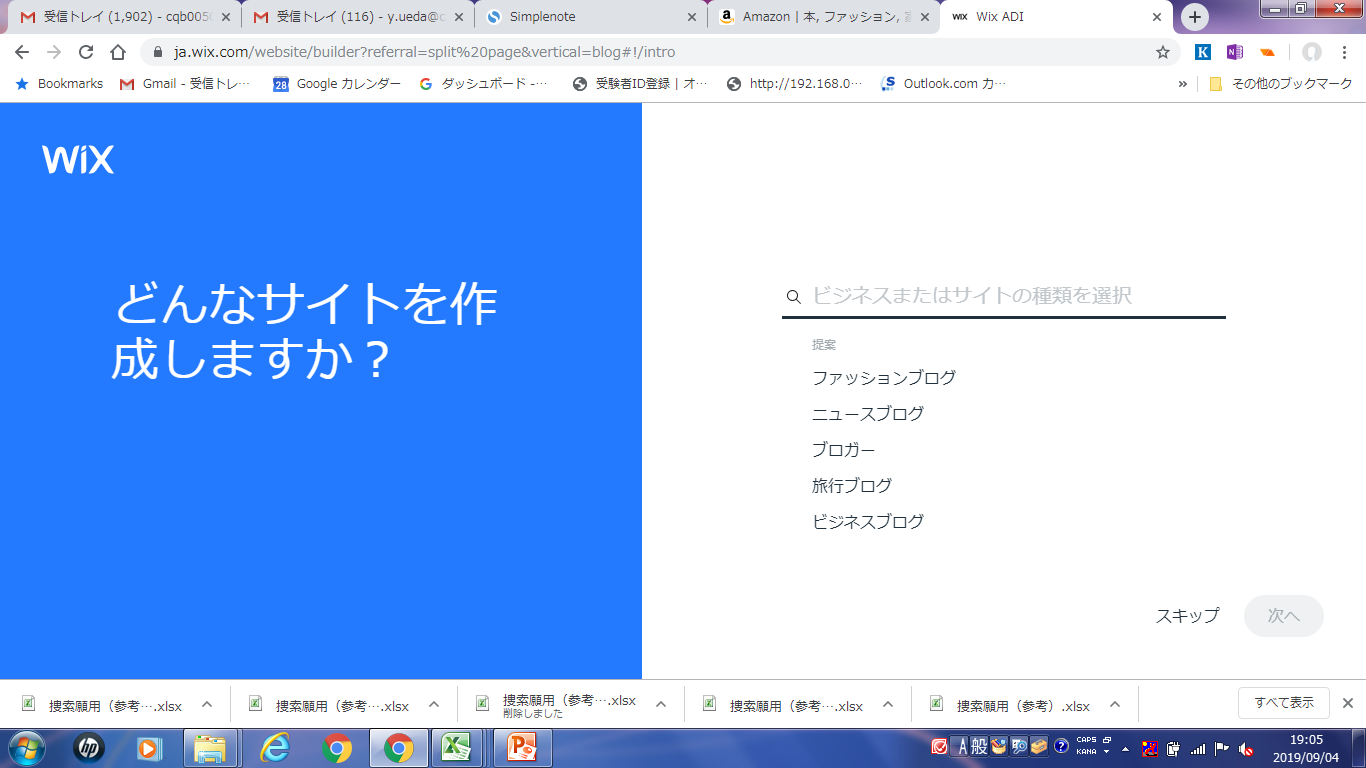 受信トレイ (1,902) - cqb005
受信トレイ (116) - y.ueda@c
Simplenote
Amazon | 本, ファッション,
Wix ADI
ja.wix.com/website/builder?referral=split%20page&vertical=blog#!/intro
Bookmarks
Gmail - 受信トレ…
Google カレンダー
ダッシュボード -…
受験者ID登録 | オ…
http://192.168.0…
Outlook.com カ…
»
その他のブックマーク
WiX
どんなサイトを作
成しますか？
ビジネスまたはサイトの種類を選択
提案
ファッションブログ
ニュースブログ
ブロガー
旅行ブログ
ビジネスブログ
スキップ
次へ
捜索願用（参考….xlsx
捜索願用（参考….xlsx
捜索願用（参考….xlsx
削除しました
捜索願用（参考….xlsx
捜索願用（参考）.xlsx
すべて表示
A 般
CAPS
KANA
19:05
2019/09/04